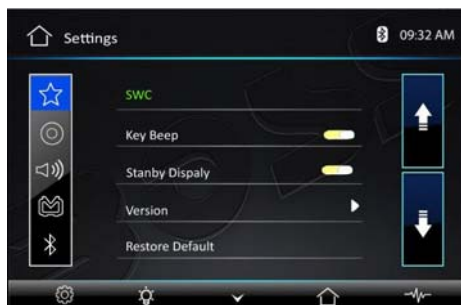 Settings
09:32 AM
SWC
Key Beep
Stanby Dispaly
Version
Restore Default